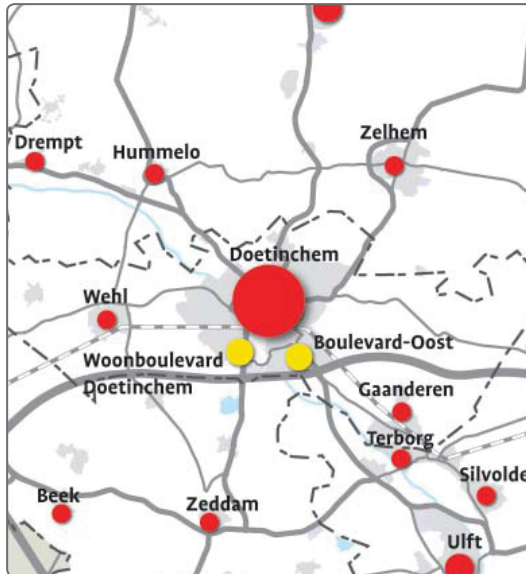 Zelhem
Drempt
Hummelo
Doetinchem
Wehl
Boulevard-Oost
Woonboulevard
Doetinchem
Gaanderen
Terborg
Silvolde
Beek
Zeddam
Ulft